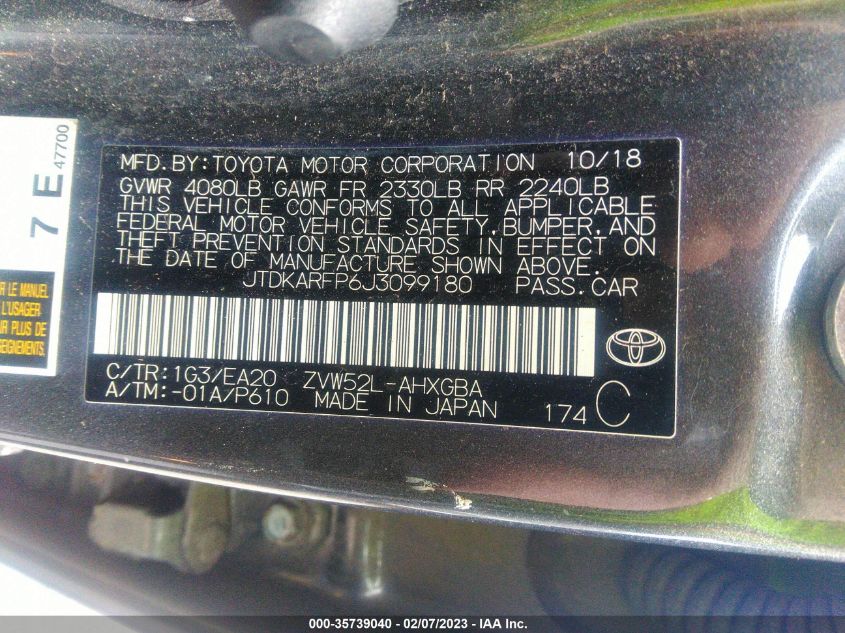 7 E
47700
R LE MANUEL
L'USAGER
R PLUS DE
SEIGNEMENTS.
MFD. BY: TOYOTA MOTOR CORPORATION 10/18
GVWR 4080LB GAWR FR 2330LB RR 2240LB
THIS VEHICLE CONFORMS TO ALL APPLICABLE
FEDERAL MOTOR VEHICLE SAFETY, BUMPER, AND
THEFT PREVENTION STANDARDS IN EFFECT ON
THE DATE OF MANUFACTURE SHOWN ABOVE.
JTDKARFP6J3099180 PASS. CAR
C/TR: 1G3/EA20 ZVW52L-AHXGBA
A/TM: -01A/P610 MADE IN JAPAN 174 C
000-35739040 - 02/07/2023 - IAA Inc.